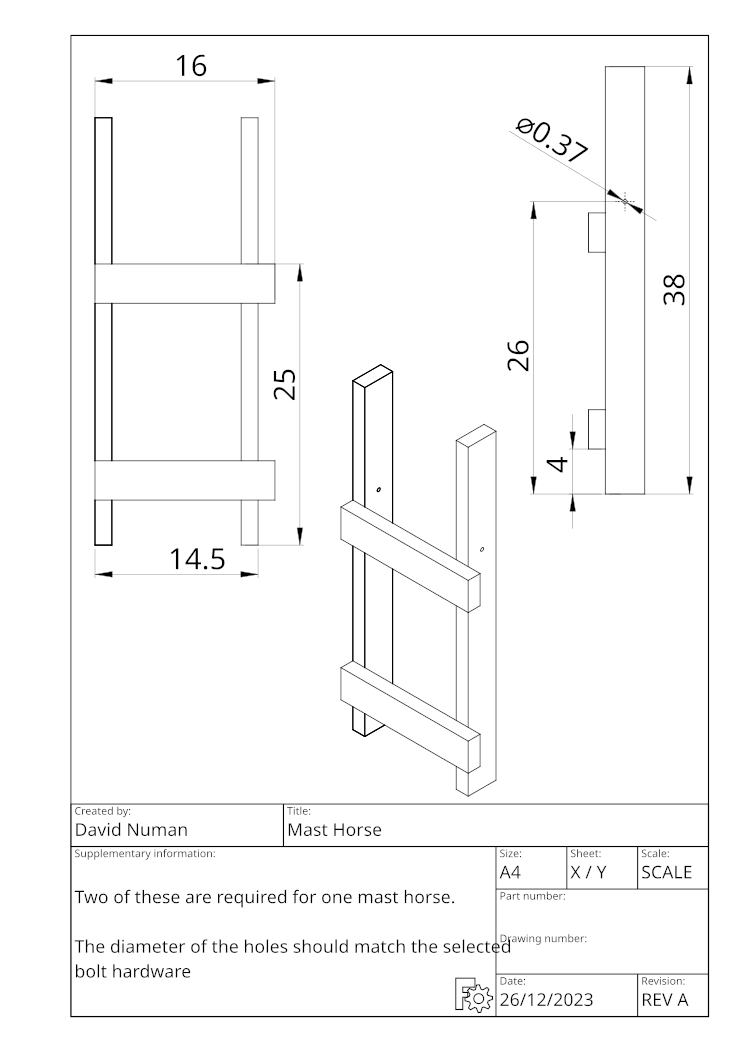 16
ø0.37
38
26
25
4
14.5
Created by:
David Numan
Title:
Mast Horse
Supplementary information:
Two of these are required for one mast horse.
The diameter of the holes should match the selected
bolt hardware
Size:
A4
Sheet:
X / Y
Scale:
SCALE
Part number:
Drawing number:
Date:
26/12/2023
Revision:
REV A